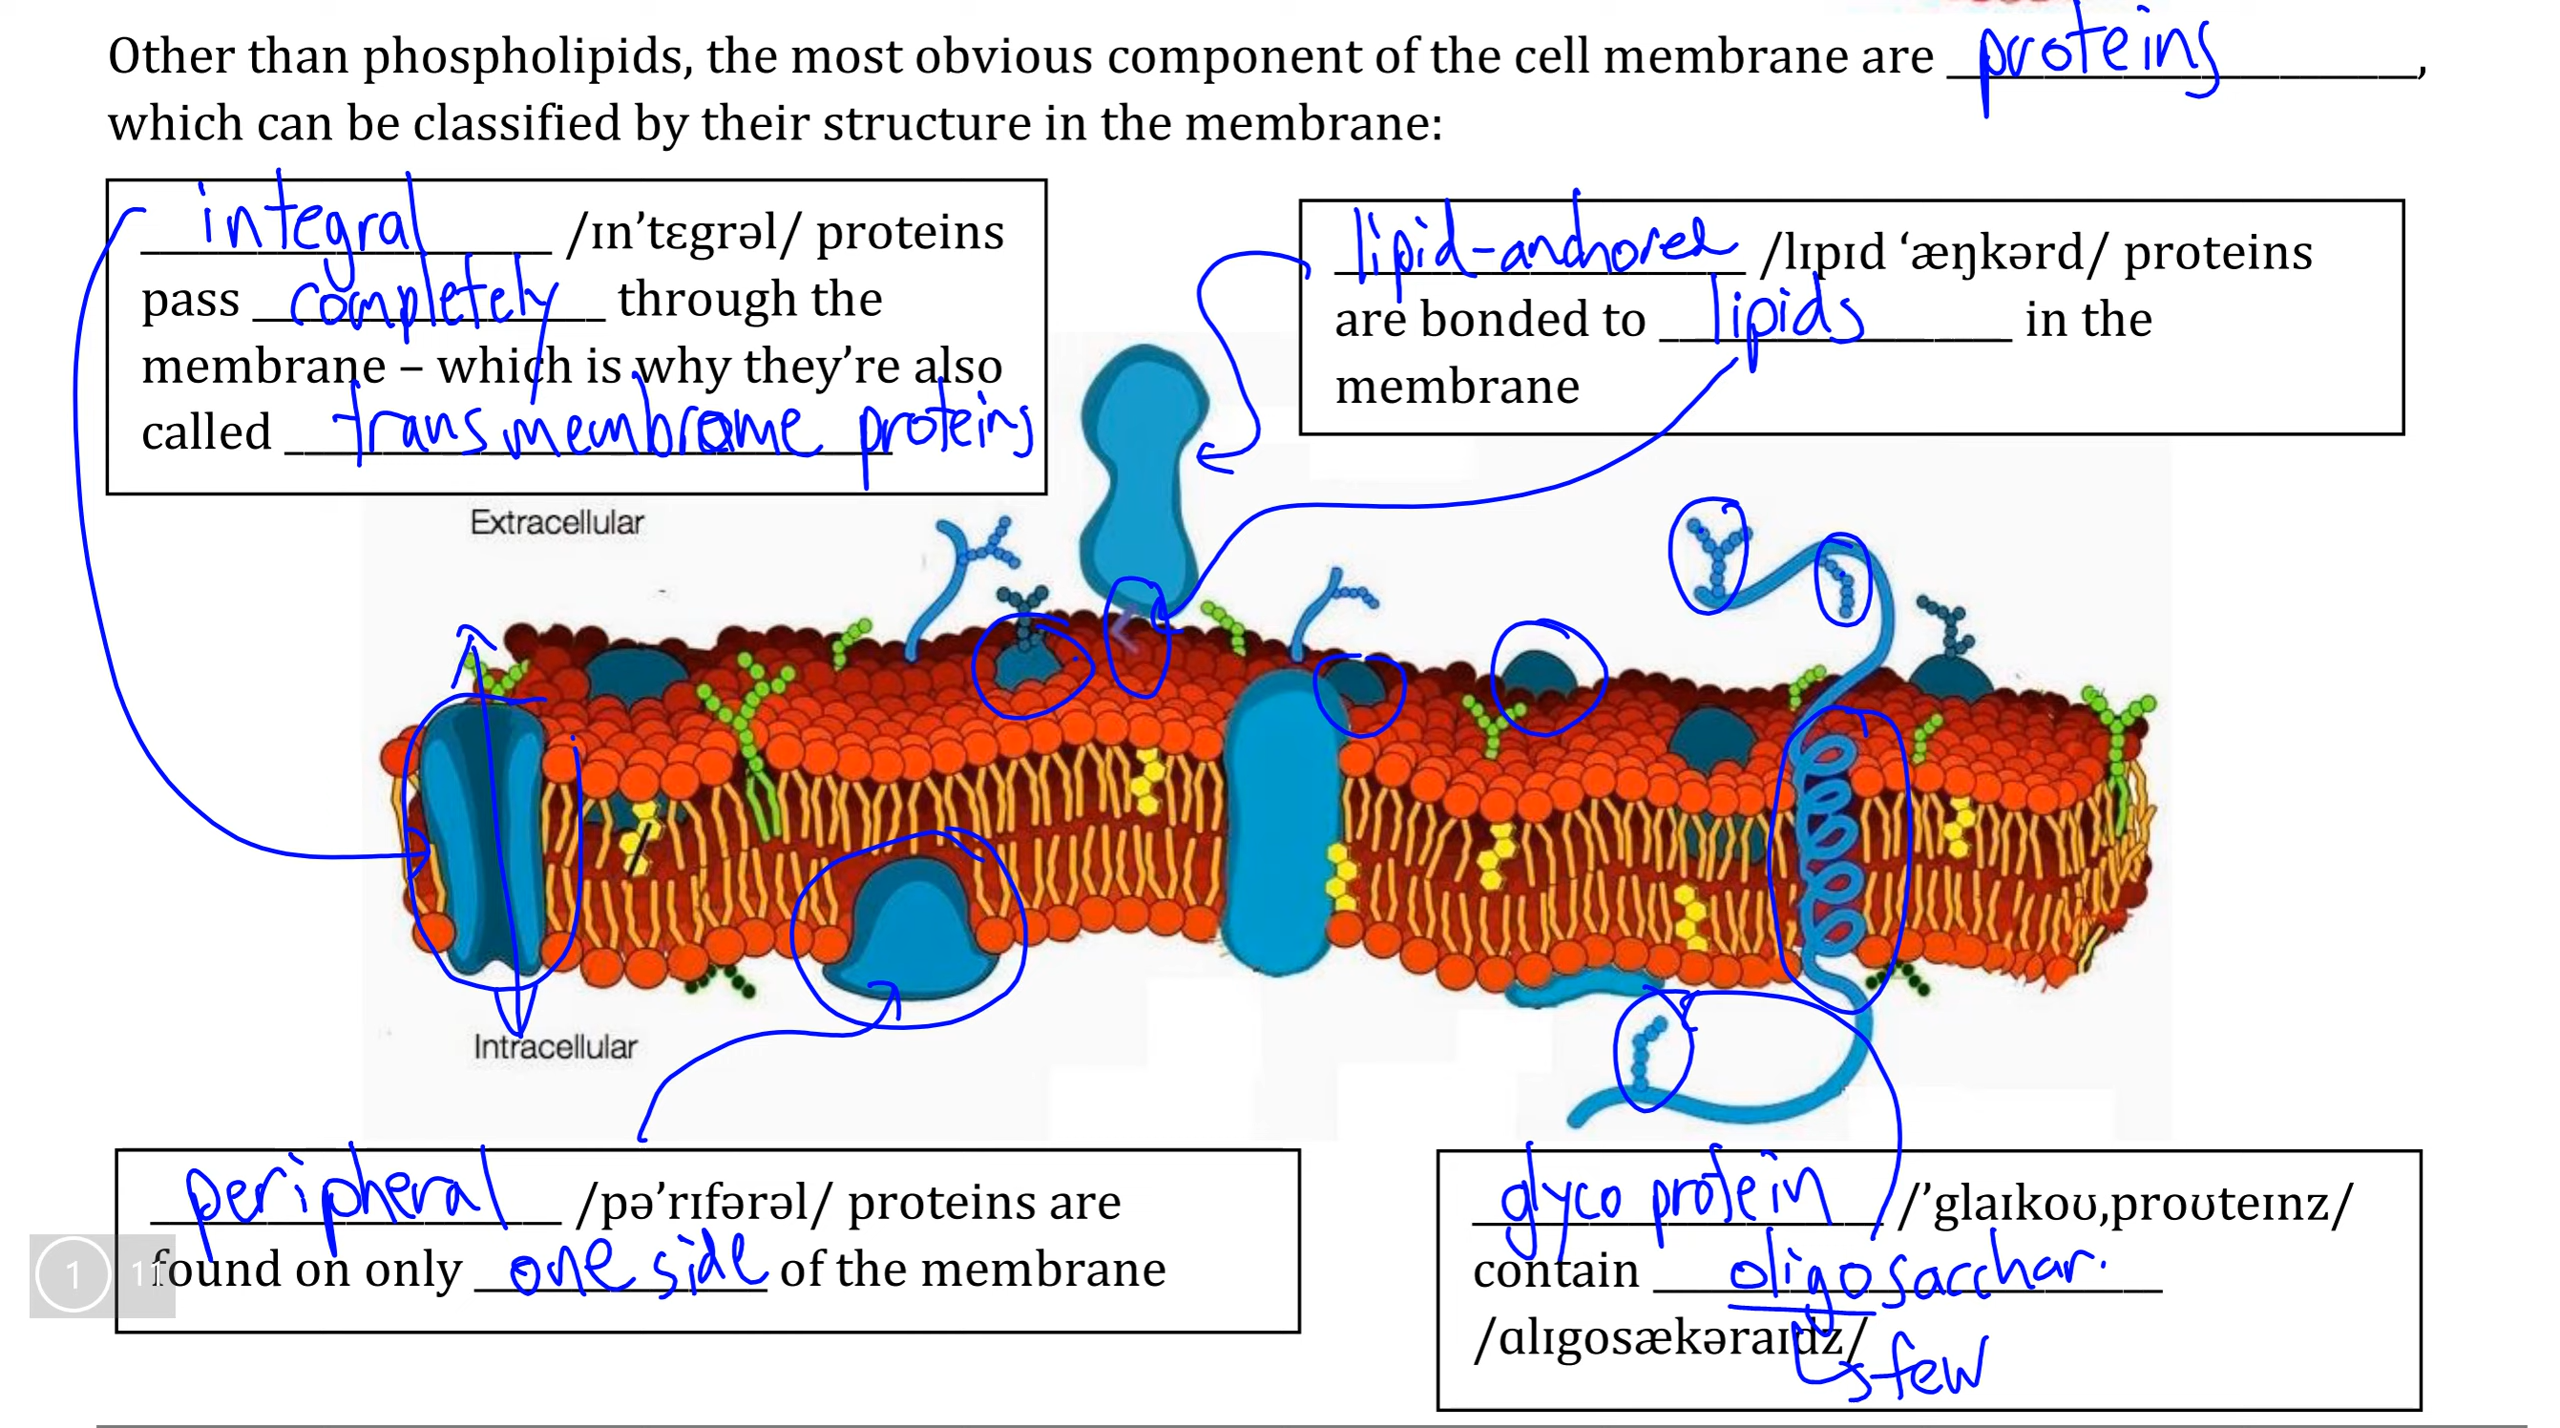 Other than phospholipids, the most obvious component of the cell membrane are proteins,
which can be classified by their structure in the membrane:
integral /ɪn’tɛgrəl/ proteins
pass completely through the
membrane – which is why they’re also
called transmembrane proteins
lipid-anchored /lɪpɪd ‘æŋkərd/ proteins
are bonded to lipids in the
membrane
Extracellular
Intracellular
peripheral /pə’rɪfərəl/ proteins are
found on only one side of the membrane
1 11
glycoprotein /’glaɪkoʊ,proʊteɪnz/
contain oligosacchar.
/ɑlɪgosækəraɪdz/
few